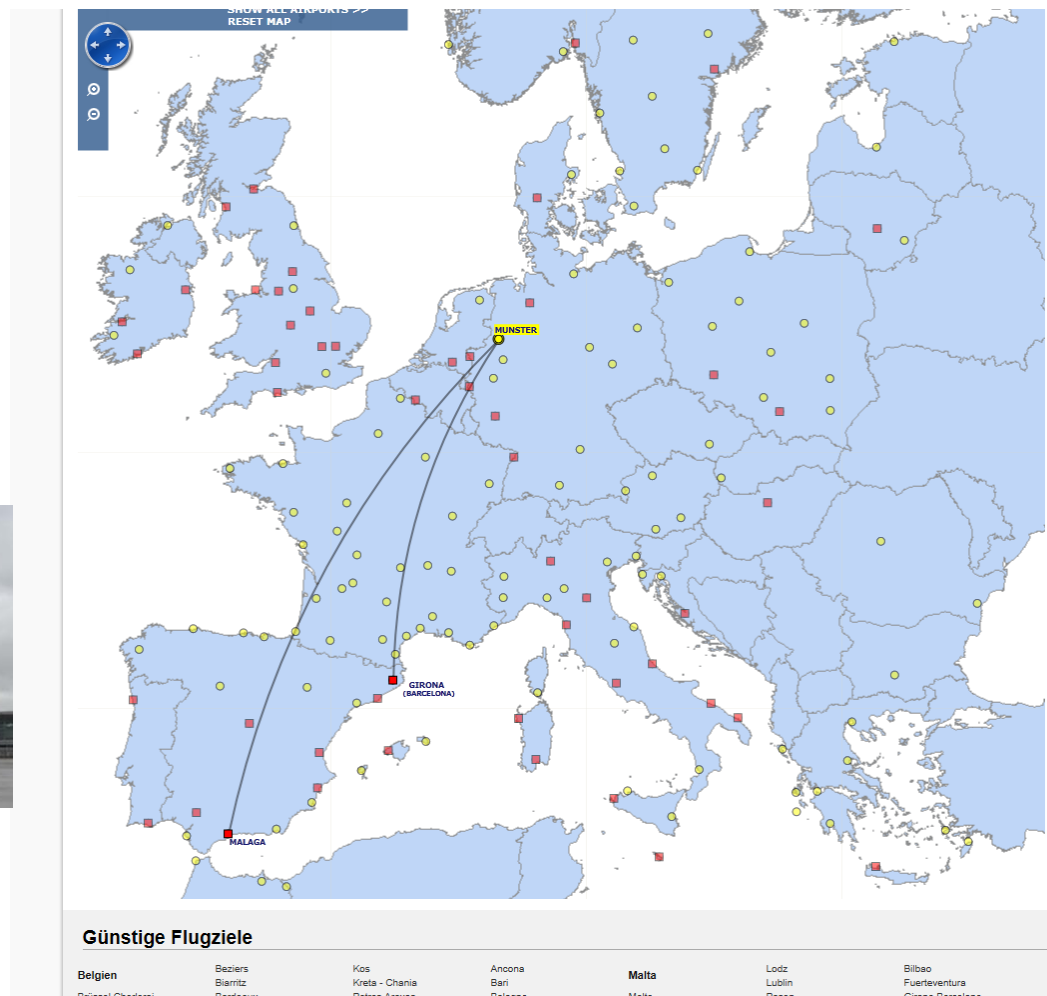 SHOW ALL AIRPORTS >>
RESET MAP
MUNSTER
GIRONA
(BARCELONA)
MALAGA
Günstige Flugziele
Belgien
Beziers
Kos
Ancona
Malta
Lodz
Bilbao
Biarritz
Kreta - Chania
Bari
Lublin
Fuerteventura